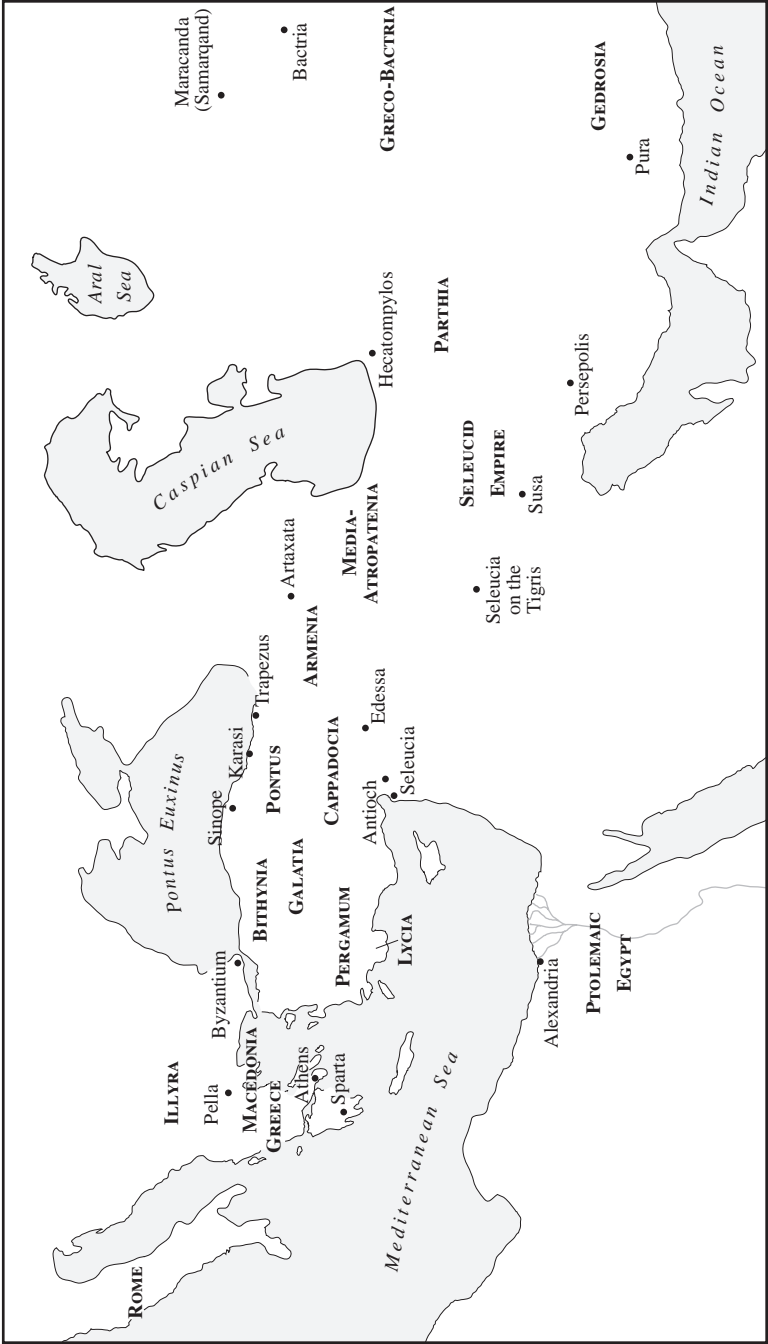 ROME
ILLYRA
Pella
MACEDONIA
GREECE
Athens
Sparta
Mediterranean Sea
Byzantium
Pontus Euxinus
Sinope
Karasi
Trapezus
BITHYNIA
PONTUS
GALATIA
PERGAMUM
LYCIA
CAPPADOCIA
Antioch
Seleucia
Edessa
ARMENIA
Artaxata
MEDIA-
ATROPATENIA
Alexandria
PTOLEMAIC
EGYPT
Caspian Sea
Seleucia
on the
Tigris
SELEUCID
EMPIRE
Susa
Persepolis
Hecatompylos
PARTHIA
Aral
Sea
Maracanda
(Samarqand)
Bactria
GRECO-BACTRIA
GEDROSIA
Pura
Indian Ocean